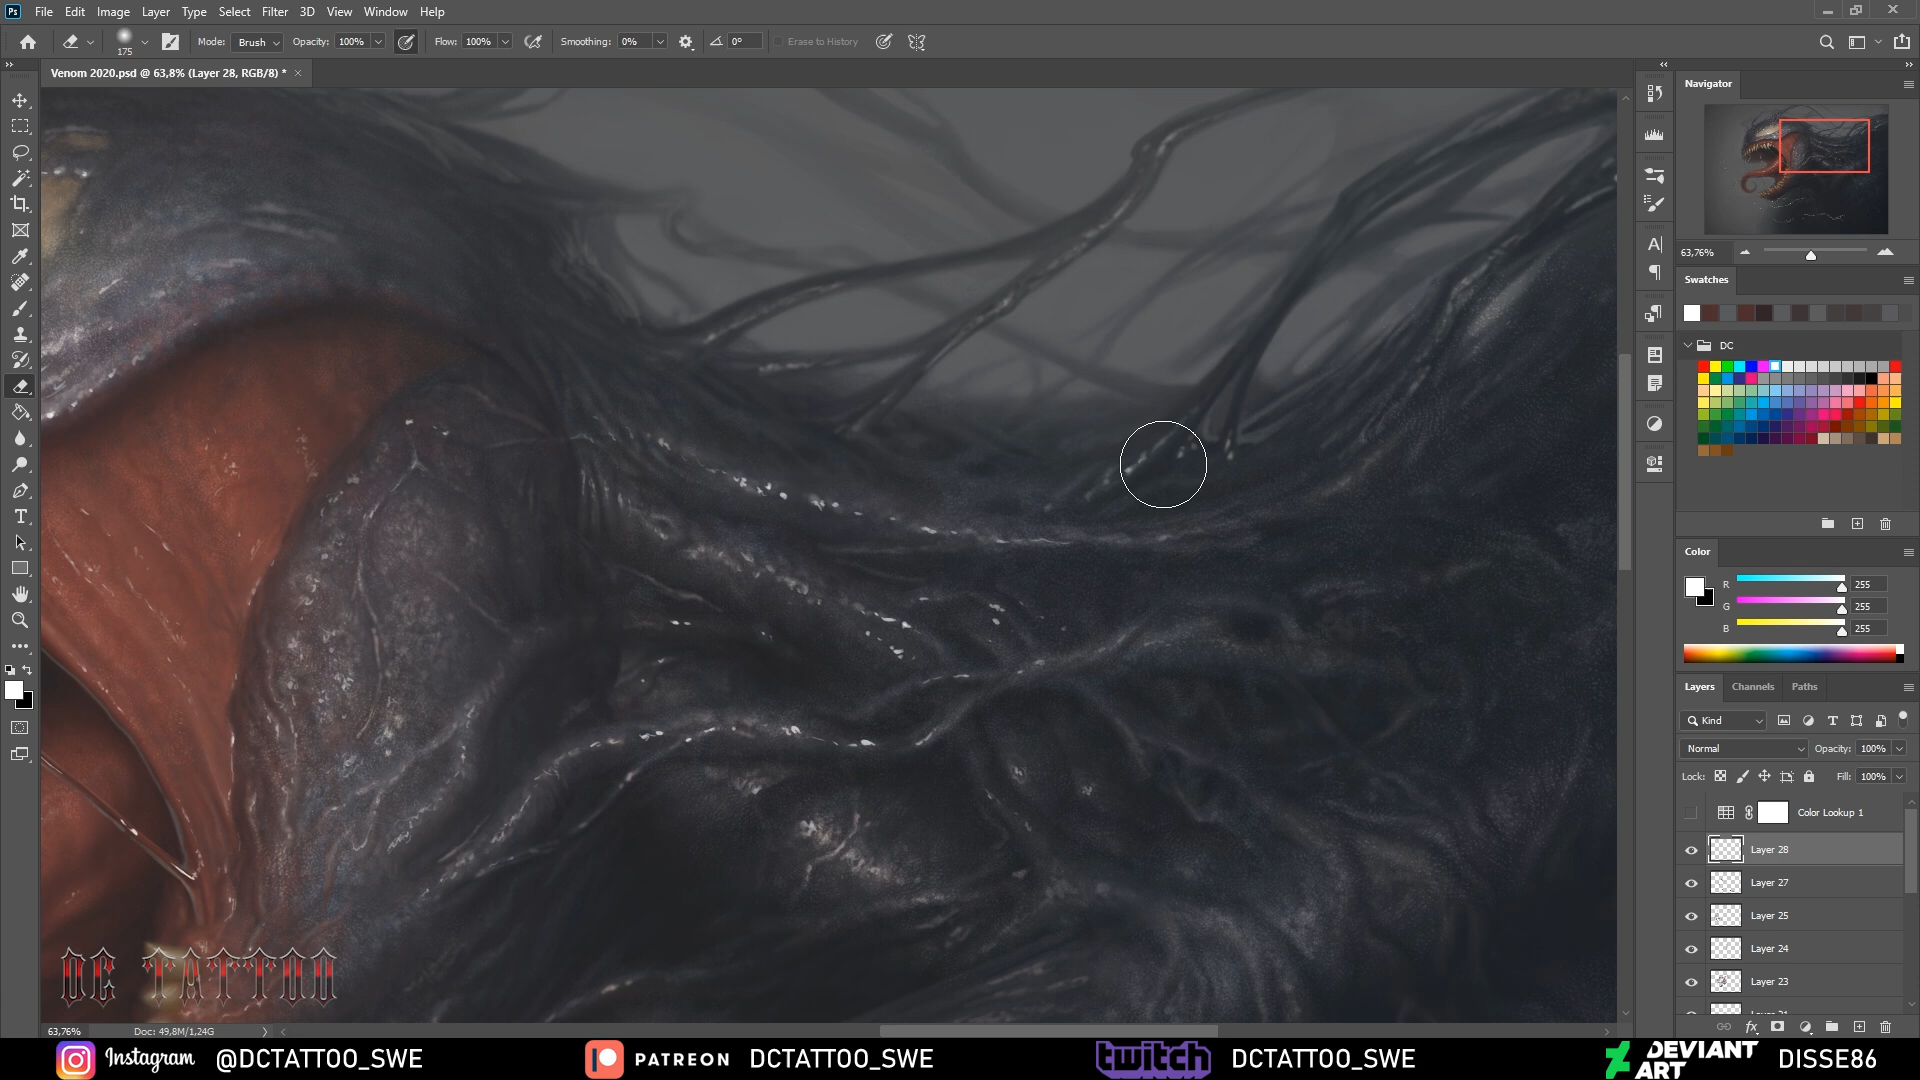 Ps File Edit Image Layer Type Select Filter 3D View Window Help
175 Mode: Brush Opacity: 100% Flow: 100% Smoothing: 0% 0° Erase to History
Venom 2020.psd @ 63,8% (Layer 28, RGB/8) *
Navigator
63,76%
Swatches
DC
Color
R 255
G 255
B 255
Layers Channels Paths
Kind
Normal Opacity: 100%
Lock: Fill: 100%
Color Lookup 1
Layer 28
Layer 27
Layer 25
Layer 24
Layer 23
DC TATTOO
63,76% Doc: 49,8M/1,24G
Instagram @DCTATTOO_SWE PATREON DCTATTOO_SWE twitch DCTATTOO_SWE DEVIANT ART DISSE86